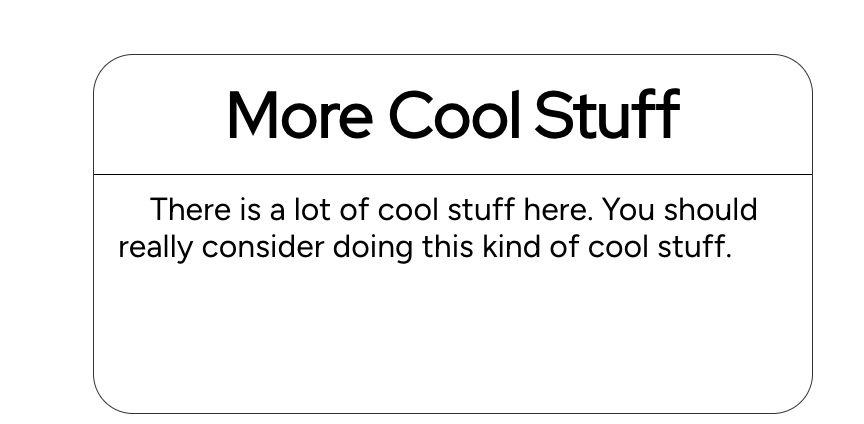 More Cool Stuff
There is a lot of cool stuff here. You should
really consider doing this kind of cool stuff.